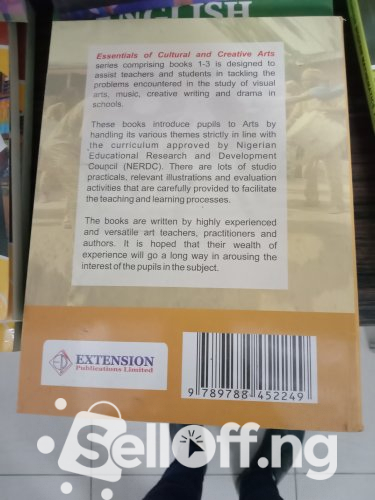 ENGLISH
Essentials of Cultural and Creative Arts
series comprising books 1-3 is designed to
assist teachers and students in tackling the
problems encountered in the study of visual
arts, music, creative writing and drama in
schools.
These books introduce pupils to Arts by
handling its various themes strictly in line with
the curriculum approved by Nigerian
Educational Research and Development
Council (NERDC). There are lots of studio
practicals, relevant illustrations and evaluation
activities that are carefully provided to facilitate
the teaching and learning processes.
The books are written by highly experienced
and versatile art teachers, practitioners and
authors. It is hoped that their wealth of
experience will go a long way in arousing the
interest of the pupils in the subject.
EXTENSION
Publications Limited
9 789788 452249
SellOff.ng